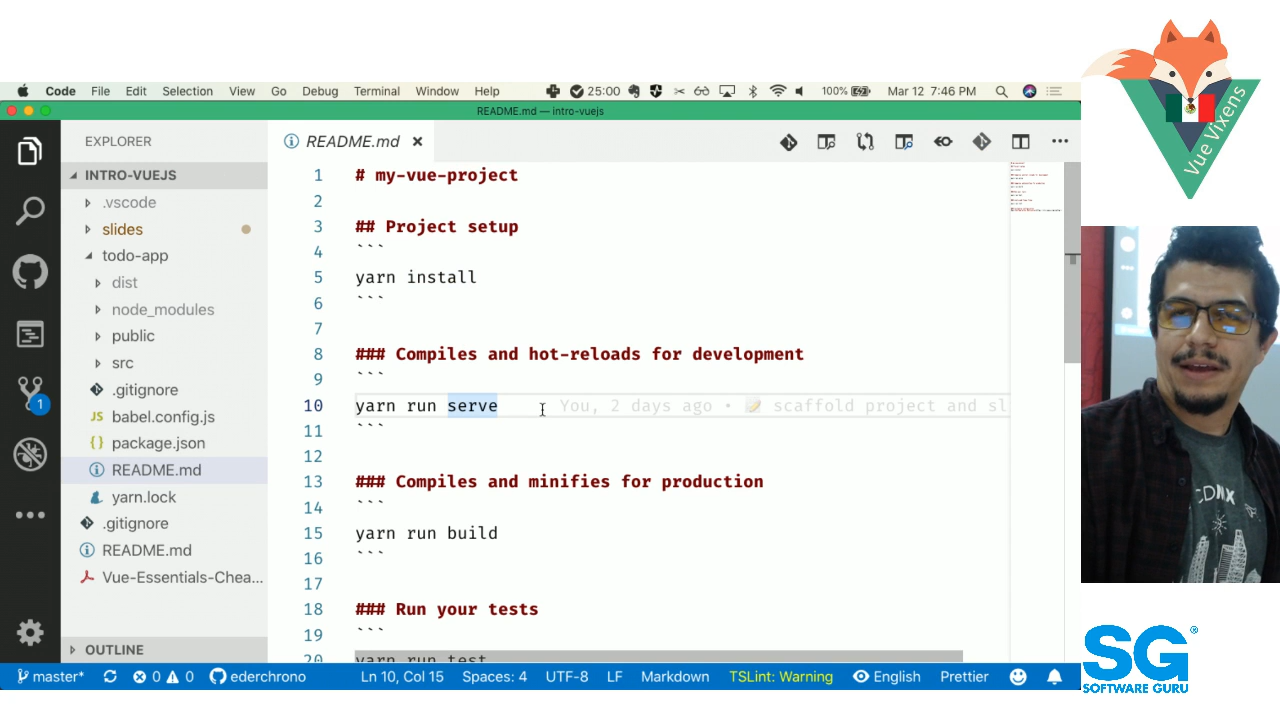 Code File Edit Selection View Go Debug Terminal Window Help 25:00 100% Mar 12 7:46 PM
README.md — intro-vuejs
EXPLORER
README.md
INTRO-VUEJS
.vscode
slides
todo-app
dist
node_modules
public
src
.gitignore
JS babel.config.js
{ } package.json
README.md
yarn.lock
.gitignore
README.md
Vue-Essentials-Chea...
OUTLINE
1 # my-vue-project
2
3 ## Project setup
4 ```
5 yarn install
6 ```
7
8 ### Compiles and hot-reloads for development
9 ```
10 yarn run serve You, 2 days ago • scaffold project and sl
11 ```
12
13 ### Compiles and minifies for production
14 ```
15 yarn run build
16 ```
17
18 ### Run your tests
19 ```
20 yarn run test
1
master* 0 0 ederchrono Ln 10, Col 15 Spaces: 4 UTF-8 LF Markdown TSLint: Warning English Prettier
Vue Vixens
CDMX
SG®
SOFTWARE GURU